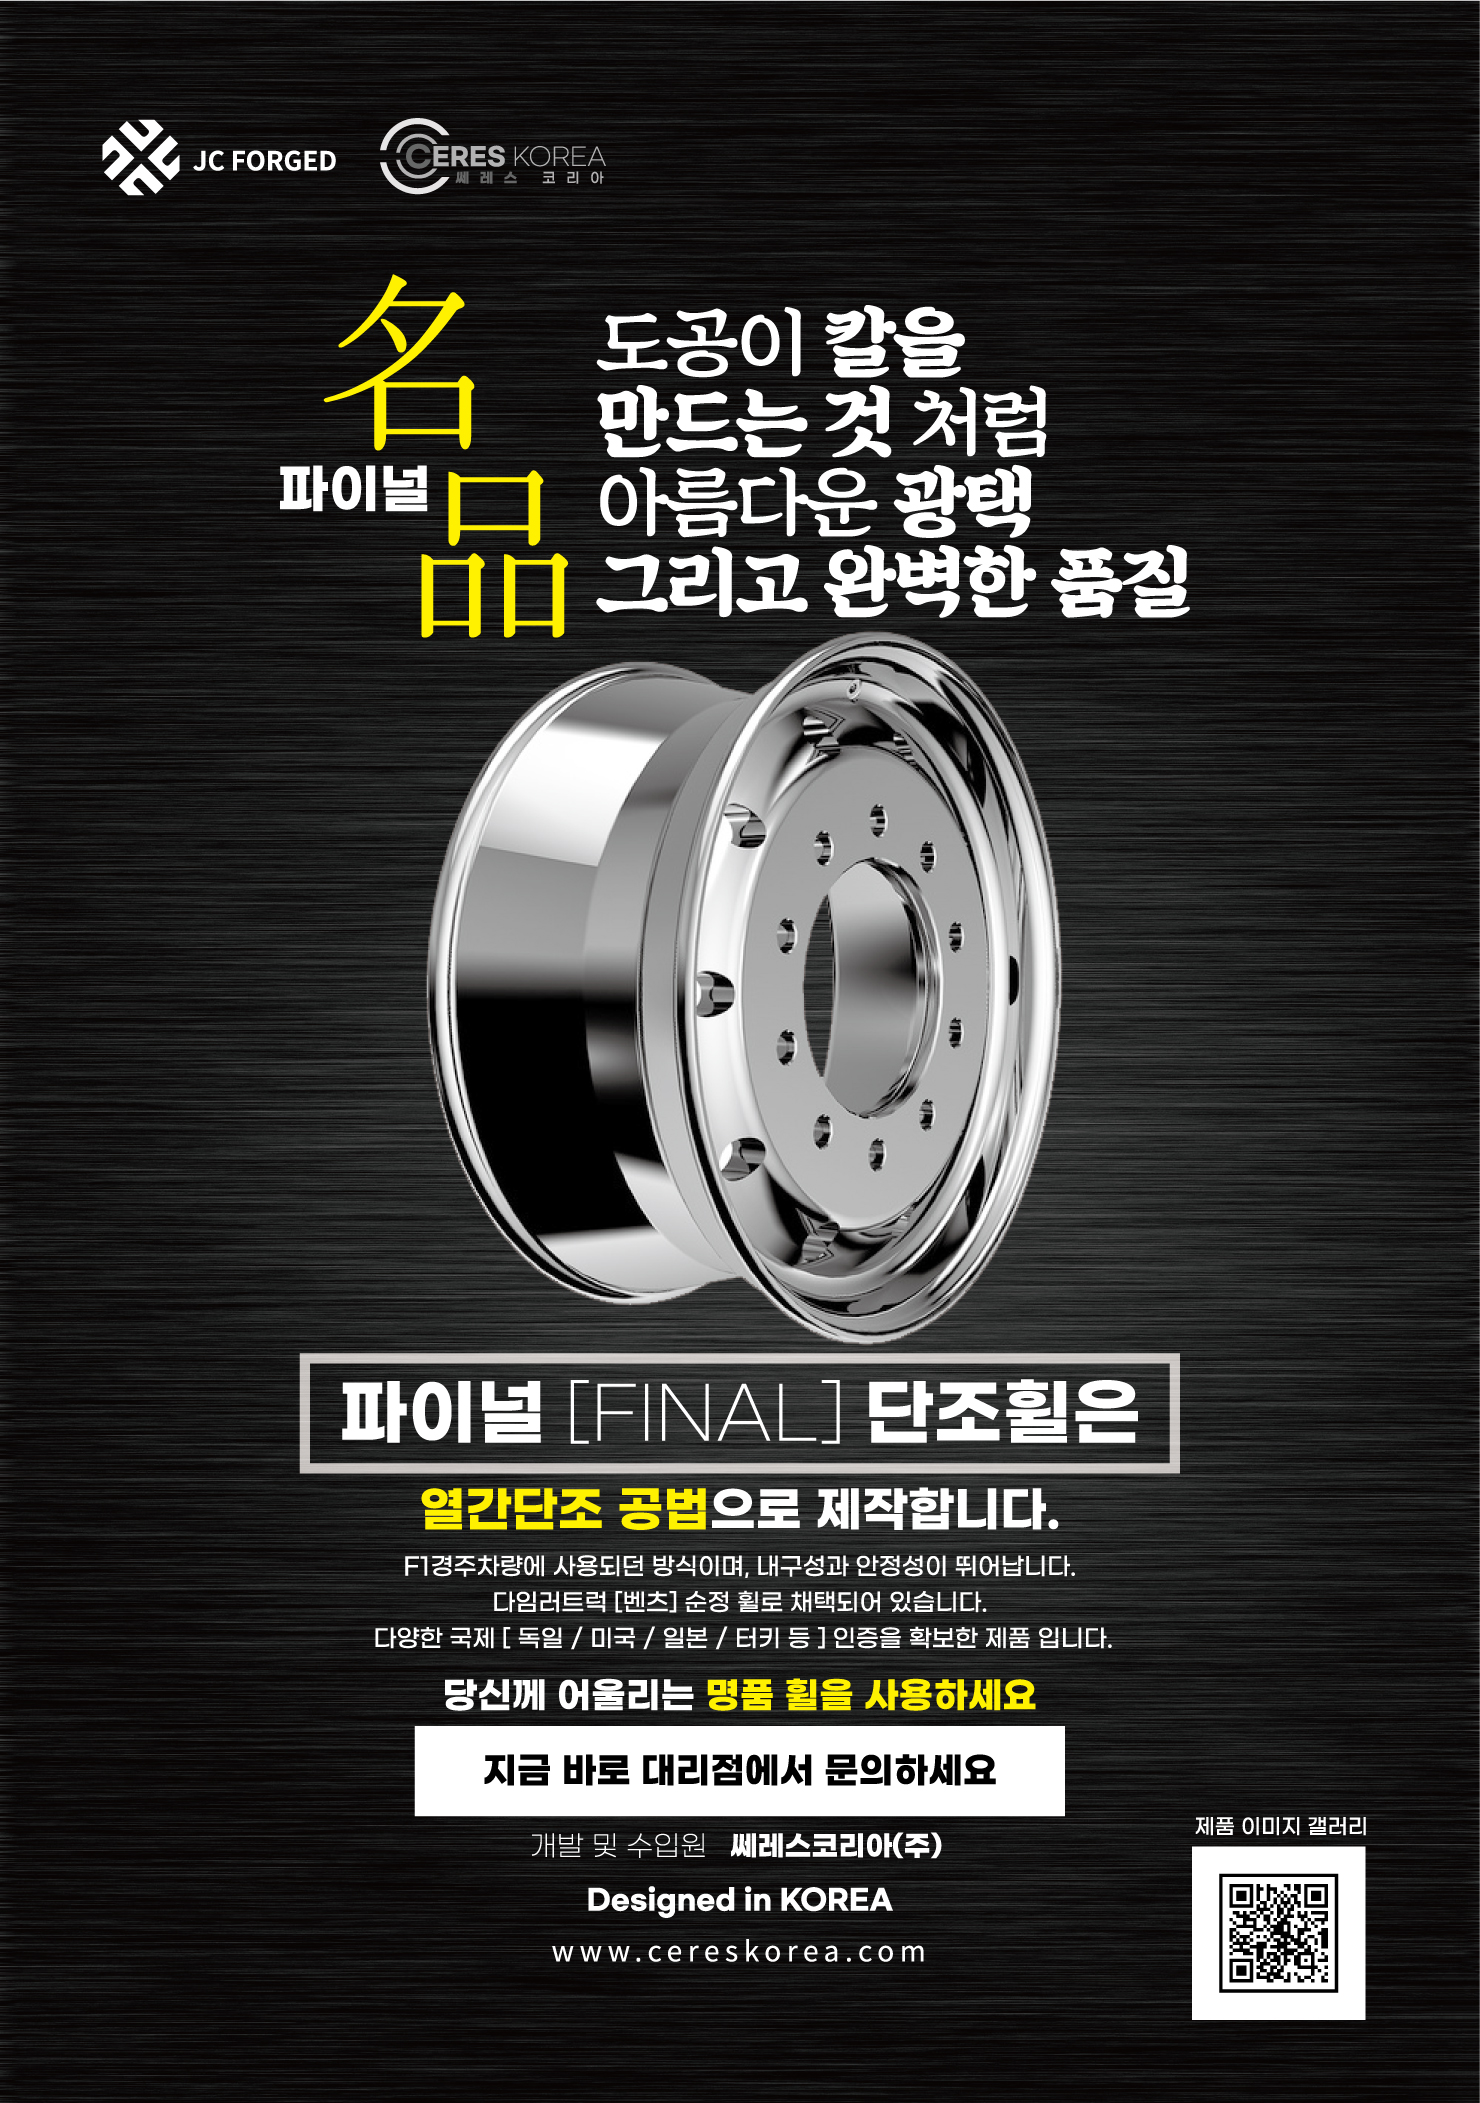 JC FORGED
CERES KOREA
쎄레스 코리아
名品
파이널
도공이 칼을
만드는 것 처럼
아름다운 광택
그리고 완벽한 품질
파이널 [FINAL] 단조휠은
열간단조 공법으로 제작합니다.
F1경주차량에 사용되던 방식이며, 내구성과 안정성이 뛰어납니다.
다임러트럭 [벤츠] 순정 휠로 채택되어 있습니다.
다양한 국제 [ 독일 / 미국 / 일본 / 터키 등 ] 인증을 확보한 제품 입니다.
당신께 어울리는 명품 휠을 사용하세요
지금 바로 대리점에서 문의하세요
개발 및 수입원 쎄레스코리아(주)
Designed in KOREA
www.cereskorea.com
제품 이미지 갤러리